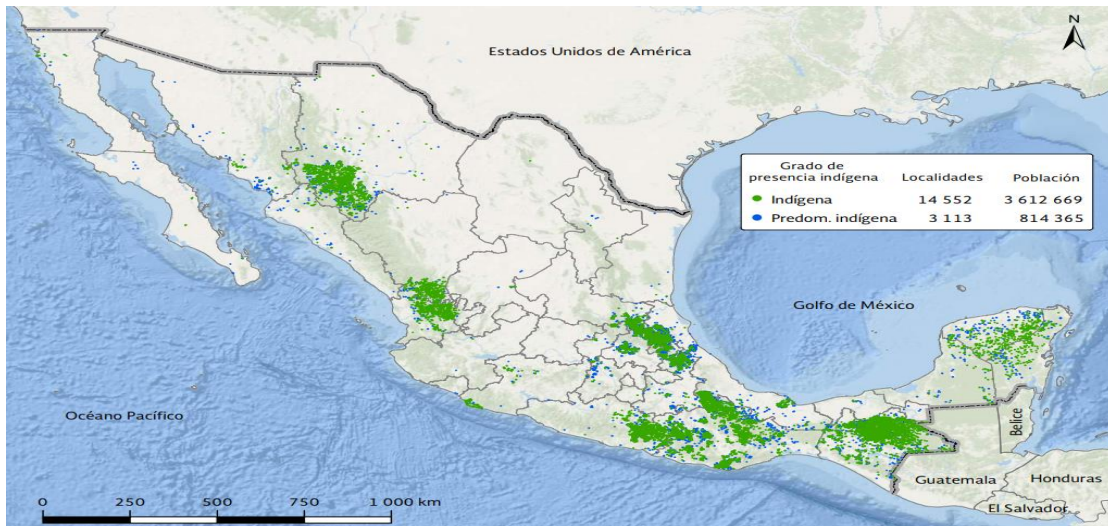 N
Estados Unidos de América
Grado de
presencia indígena Localidades Población
Indígena 14 552 3 612 669
Predom. indígena 3 113 814 365
Golfo de México
Océano Pacífico
Belice
Guatemala
Honduras
El Salvador
0 250 500 750 1 000 km